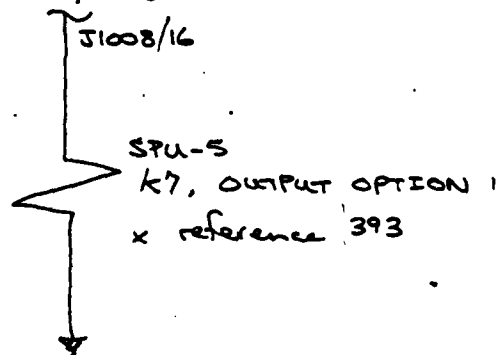 J1008/16
SPU-5
K7, OUTPUT OPTION 1
x reference 393